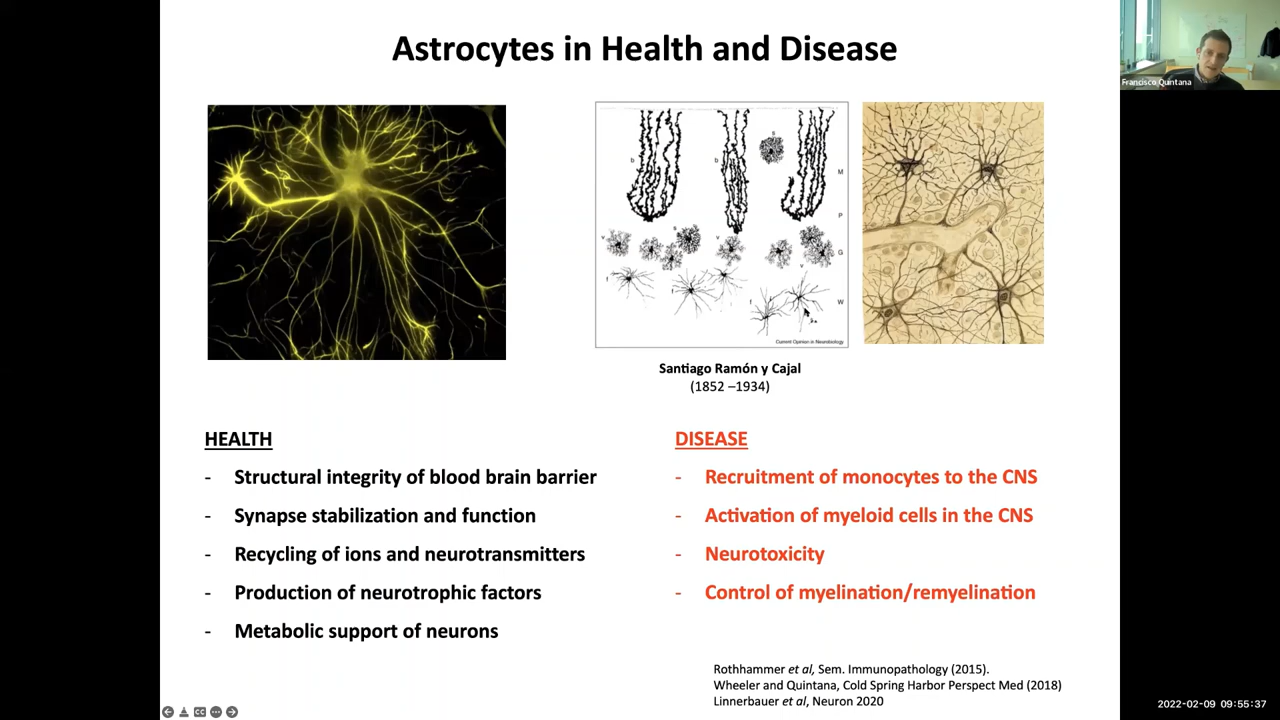 Astrocytes in Health and Disease
Francisco Quintana
b
b
s
M
P
v
s
v
G
f
f
f
v
f
W
Current Opinion in Neurobiology
Santiago Ramón y Cajal
(1852 –1934)
HEALTH
- Structural integrity of blood brain barrier
- Synapse stabilization and function
- Recycling of ions and neurotransmitters
- Production of neurotrophic factors
- Metabolic support of neurons
DISEASE
- Recruitment of monocytes to the CNS
- Activation of myeloid cells in the CNS
- Neurotoxicity
- Control of myelination/remyelination
Rothhammer et al, Sem. Immunopathology (2015).
Wheeler and Quintana, Cold Spring Harbor Perspect Med (2018)
Linnerbauer et al, Neuron 2020
2022-02-09 09:55:37